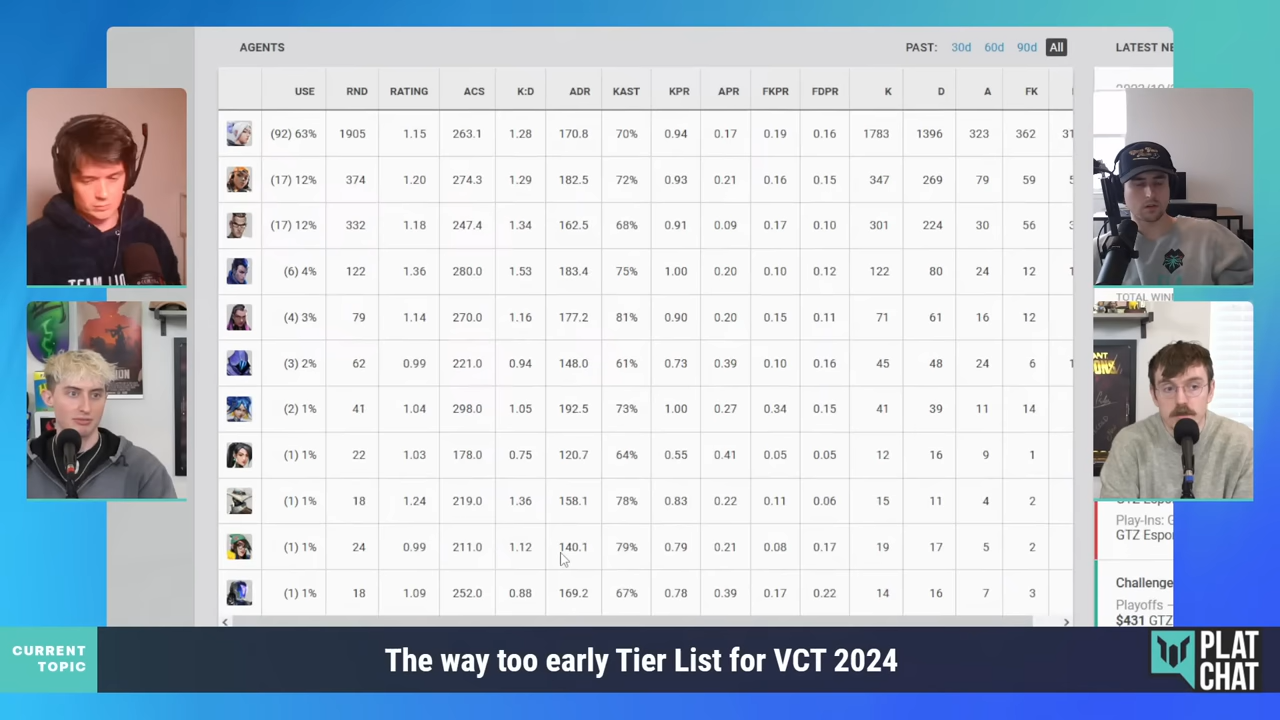 AGENTS PAST: 30d 60d 90d All LATEST NE
USE RND RATING ACS K:D ADR KAST KPR APR FKPR FDPR K D A FK
(92) 63% 1905 1.15 263.1 1.28 170.8 70% 0.94 0.17 0.19 0.16 1783 1396 323 362 31
(17) 12% 374 1.20 274.3 1.29 182.5 72% 0.93 0.21 0.16 0.15 347 269 79 59
(17) 12% 332 1.18 247.4 1.34 162.5 68% 0.91 0.09 0.17 0.10 301 224 30 56
(6) 4% 122 1.36 280.0 1.53 183.4 75% 1.00 0.20 0.10 0.12 122 80 24 12
TOTAL WIN
(4) 3% 79 1.14 270.0 1.16 177.2 81% 0.90 0.20 0.15 0.11 71 61 16 12
(3) 2% 62 0.99 221.0 0.94 148.0 61% 0.73 0.39 0.10 0.16 45 48 24 6
(2) 1% 41 1.04 298.0 1.05 192.5 73% 1.00 0.27 0.34 0.15 41 39 11 14
(1) 1% 22 1.03 178.0 0.75 120.7 64% 0.55 0.41 0.05 0.05 12 16 9 1
(1) 1% 18 1.24 219.0 1.36 158.1 78% 0.83 0.22 0.11 0.06 15 11 4 2
Play-Ins: G
GTZ Espor
(1) 1% 24 0.99 211.0 1.12 140.1 79% 0.79 0.21 0.08 0.17 19 17 5 2
Challenge
(1) 1% 18 1.09 252.0 0.88 169.2 67% 0.78 0.39 0.17 0.22 14 16 7 3
Playoffs –
$431 GTZ
CURRENT
TOPIC
The way too early Tier List for VCT 2024
PLAT
CHAT